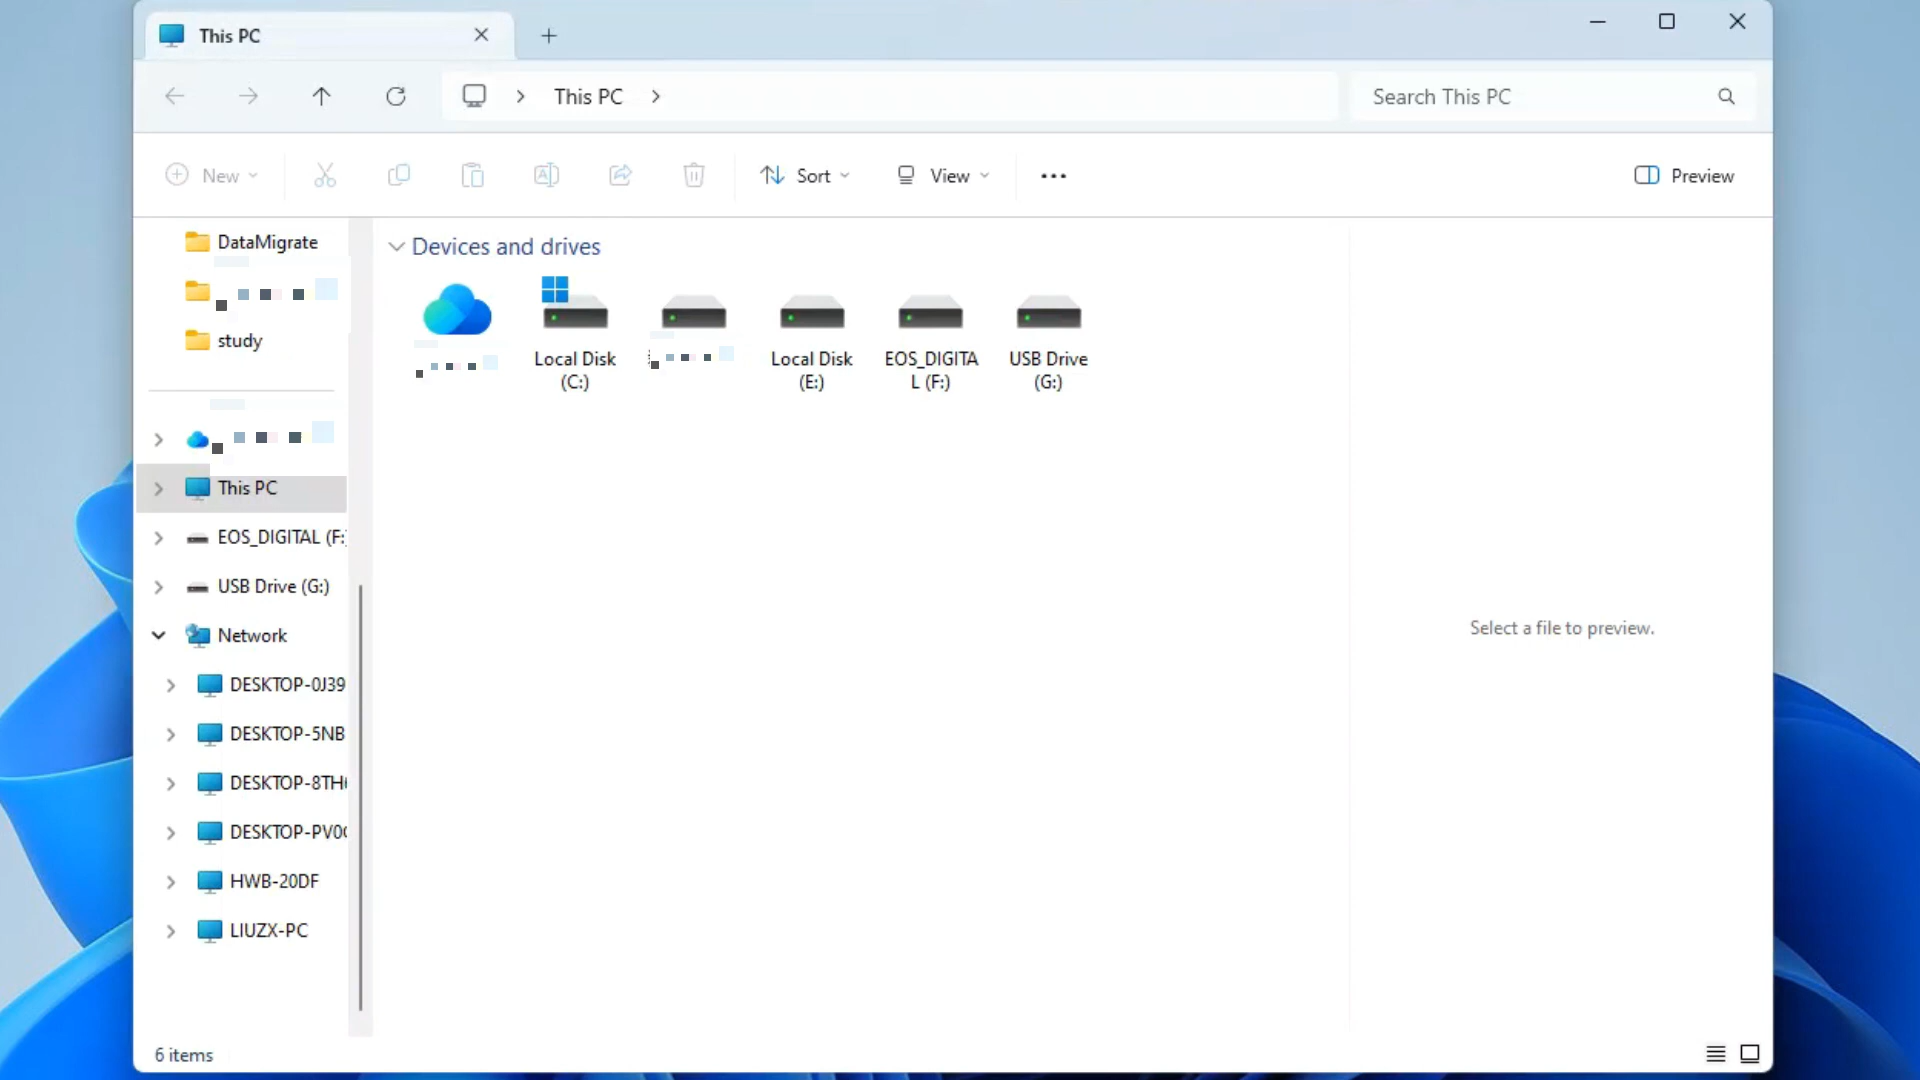 This PC
This PC
Search This PC
New
Sort
View
Preview
DataMigrate
study
This PC
EOS_DIGITAL (F:
USB Drive (G:)
Network
DESKTOP-0J39
DESKTOP-5NB
DESKTOP-8TH
DESKTOP-PV0
HWB-20DF
LIUZX-PC
Devices and drives
Local Disk
(C:)
Local Disk
(E:)
EOS_DIGITA
L (F:)
USB Drive
(G:)
Select a file to preview.
6 items